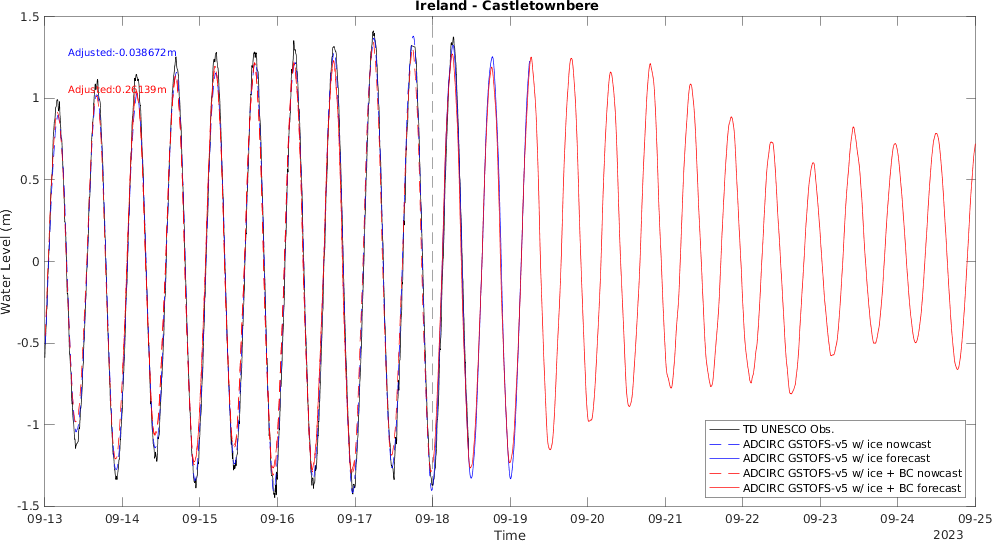 Ireland - Castletownbere
1.5
1
0.5
0
-0.5
-1
-1.5
Water Level (m)
Adjusted:-0.038672m
Adjusted:0.26139m
TD UNESCO Obs.
ADCIRC GSTOFS-v5 w/ ice nowcast
ADCIRC GSTOFS-v5 w/ ice forecast
ADCIRC GSTOFS-v5 w/ ice + BC nowcast
ADCIRC GSTOFS-v5 w/ ice + BC forecast
09-13 09-14 09-15 09-16 09-17 09-18 09-19 09-20 09-21 09-22 09-23 09-24 09-25
Time
2023